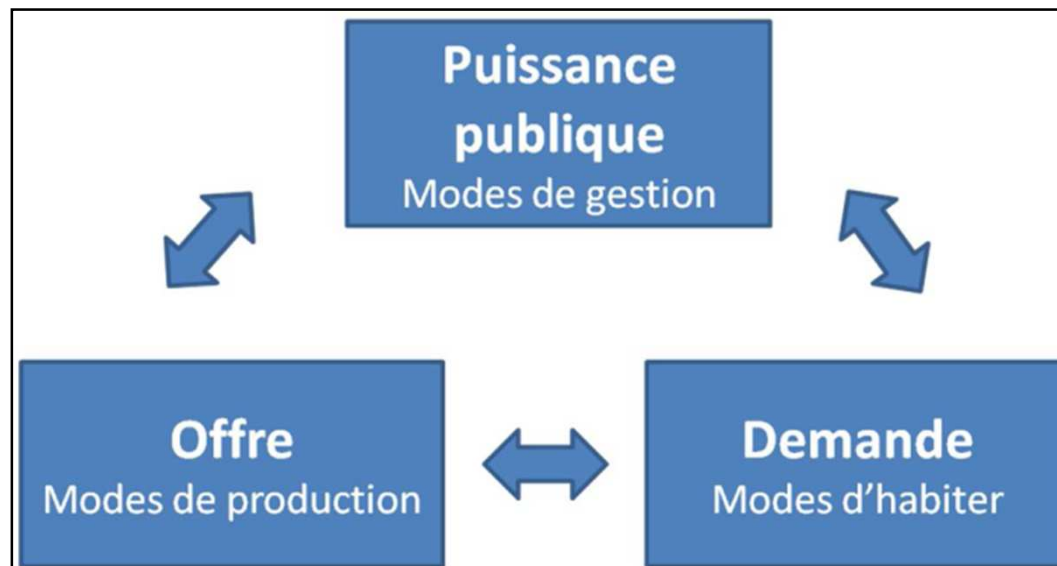 Puissance
publique
Modes de gestion
Offre
Modes de production
Demande
Modes d’habiter